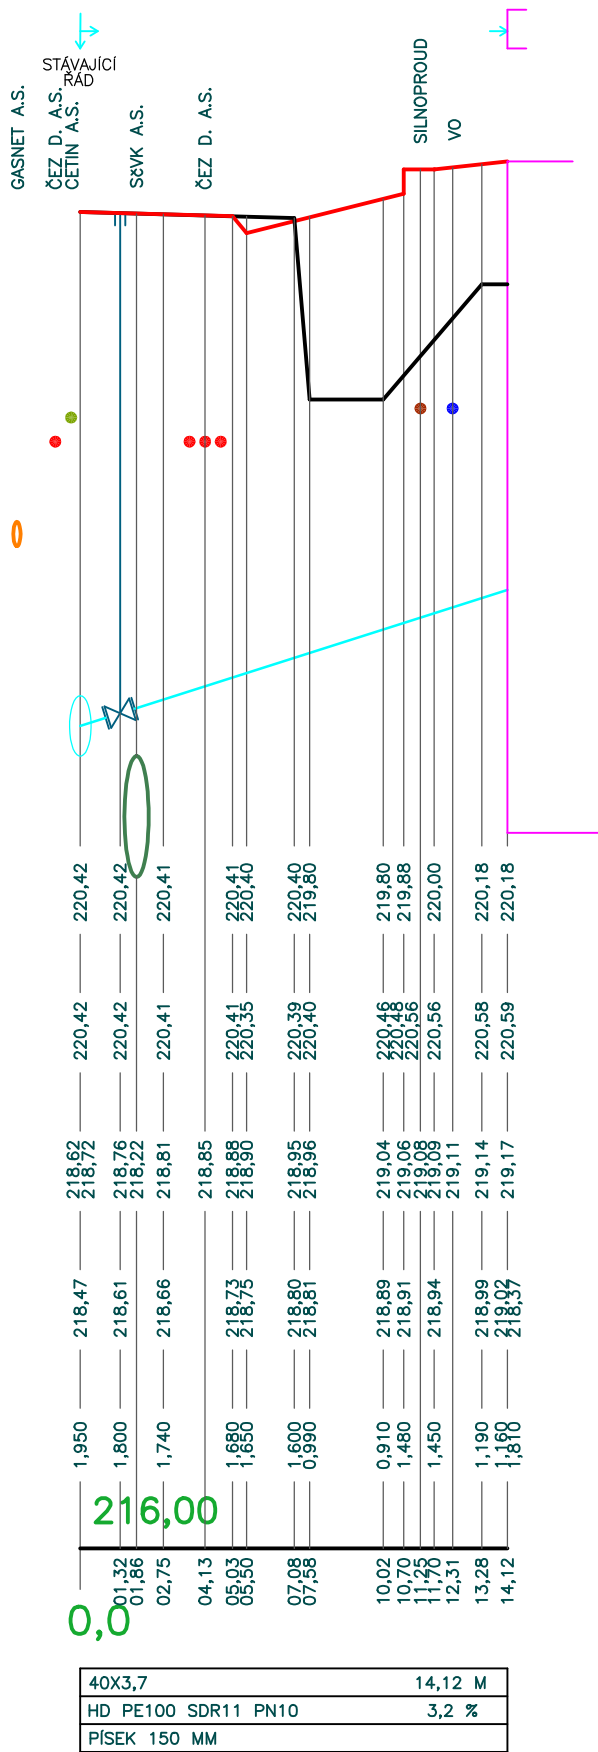 STÁVAJÍCÍ
ŘAD
GASNET A.S.
ČEZ D. A.S.
CETIN A.S.
SčVK A.S.
ČEZ D. A.S.
SILNOPROUD
VO
220,42 220,42 220,41 220,41 220,40 220,40 219,80 219,80 219,88 220,00 220,18 220,18
220,42 220,42 220,41 220,41 220,35 220,39 220,40 220,46 220,48 220,56 220,56 220,58 220,59
218,62 218,72 218,76 218,22 218,81 218,85 218,88 218,90 218,95 218,96 219,04 219,06 219,08 219,09 219,11 219,14 219,17
218,47 218,61 218,66 218,73 218,75 218,80 218,81 218,89 218,91 218,94 218,99 219,02 218,37
1,950 1,800 1,740 1,680 1,650 1,600 0,990 0,910 1,480 1,450 1,190 1,160 1,810
216,00
01,32 01,86 02,75 04,13 05,03 05,50 07,08 07,58 10,02 10,70 11,25 11,70 12,31 13,28 14,12
0,0
40X3,7 14,12 M
HD PE100 SDR11 PN10 3,2 %
PÍSEK 150 MM